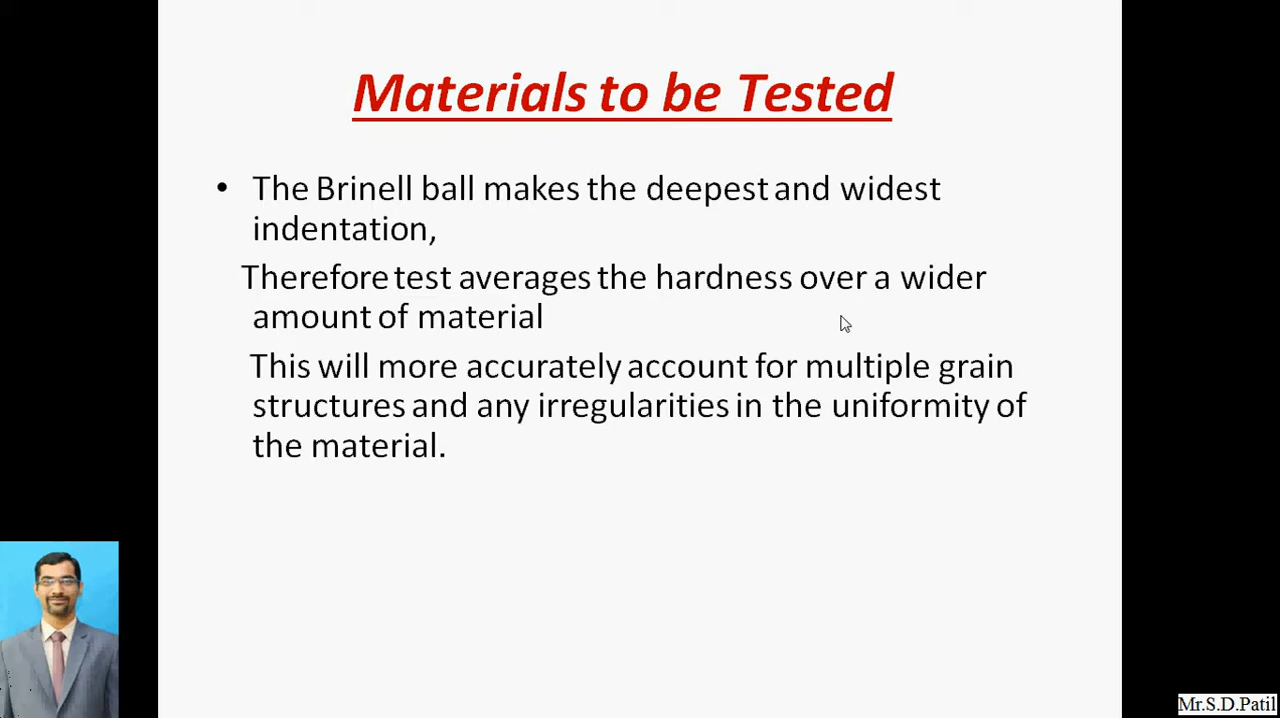 Materials to be Tested
• The Brinell ball makes the deepest and widest
indentation,
Therefore test averages the hardness over a wider
amount of material
This will more accurately account for multiple grain
structures and any irregularities in the uniformity of
the material.
Mr.S.D.Patil